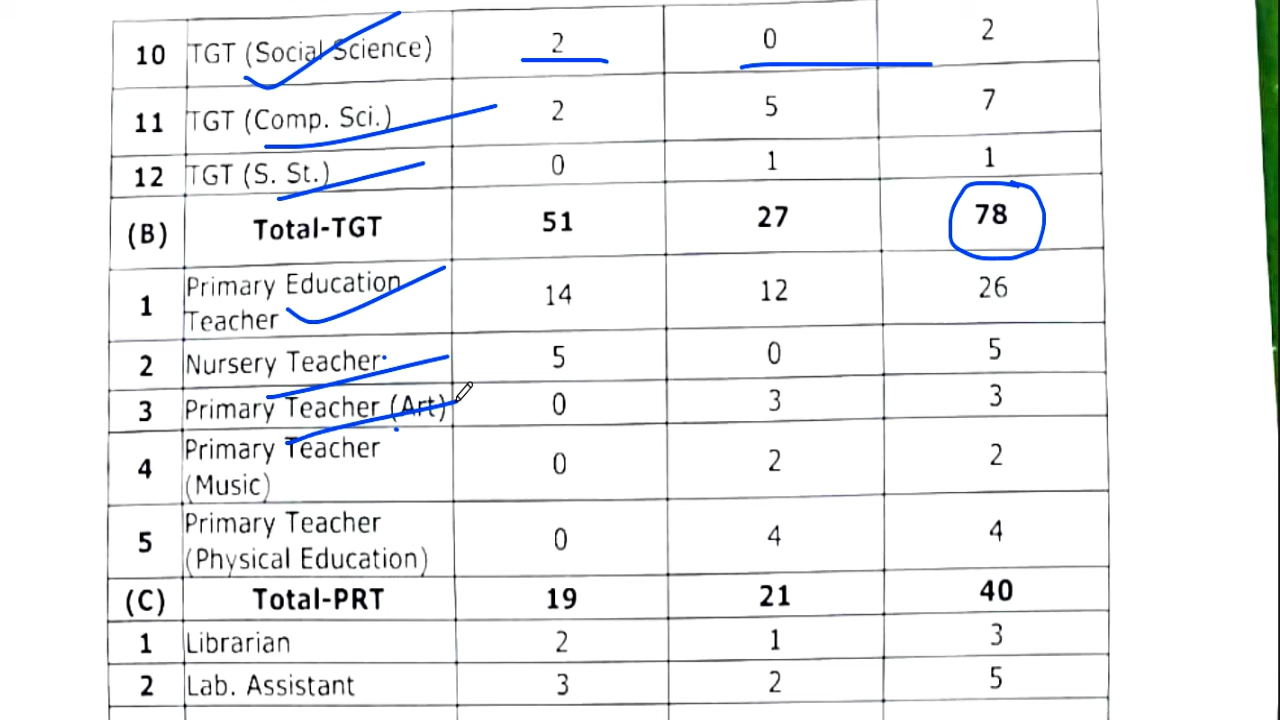 10 TGT (Social Science) 2 0 2
11 TGT (Comp. Sci.) 2 5 7
12 TGT (S. St.) 0 1 1
(B) Total-TGT 51 27 78
1 Primary Education Teacher 14 12 26
2 Nursery Teacher 5 0 5
3 Primary Teacher (Art) 0 3 3
4 Primary Teacher (Music) 0 2 2
5 Primary Teacher (Physical Education) 0 4 4
(C) Total-PRT 19 21 40
1 Librarian 2 1 3
2 Lab. Assistant 3 2 5